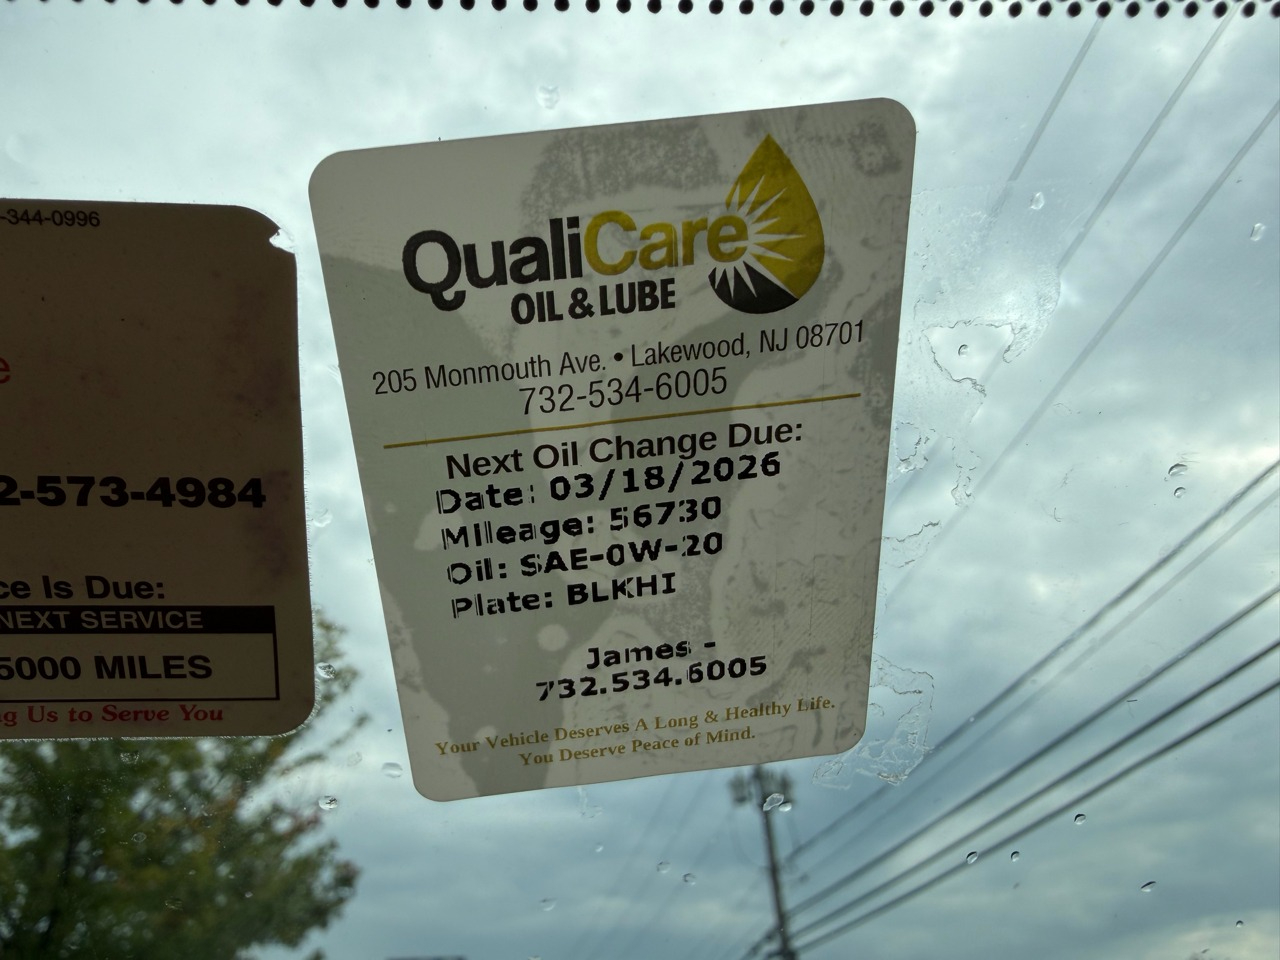 -344-0996
e
2-573-4984
ce Is Due:
NEXT SERVICE
5000 MILES
g Us to Serve You
QualiCare
OIL & LUBE
205 Monmouth Ave. • Lakewood, NJ 08701
732-534-6005
Next Oil Change Due:
Date: 03/18/2026
Mileage: 56730
Oil: SAE-0W-20
Plate: BLKHI
James -
732.534.6005
Your Vehicle Deserves A Long & Healthy Life.
You Deserve Peace of Mind.